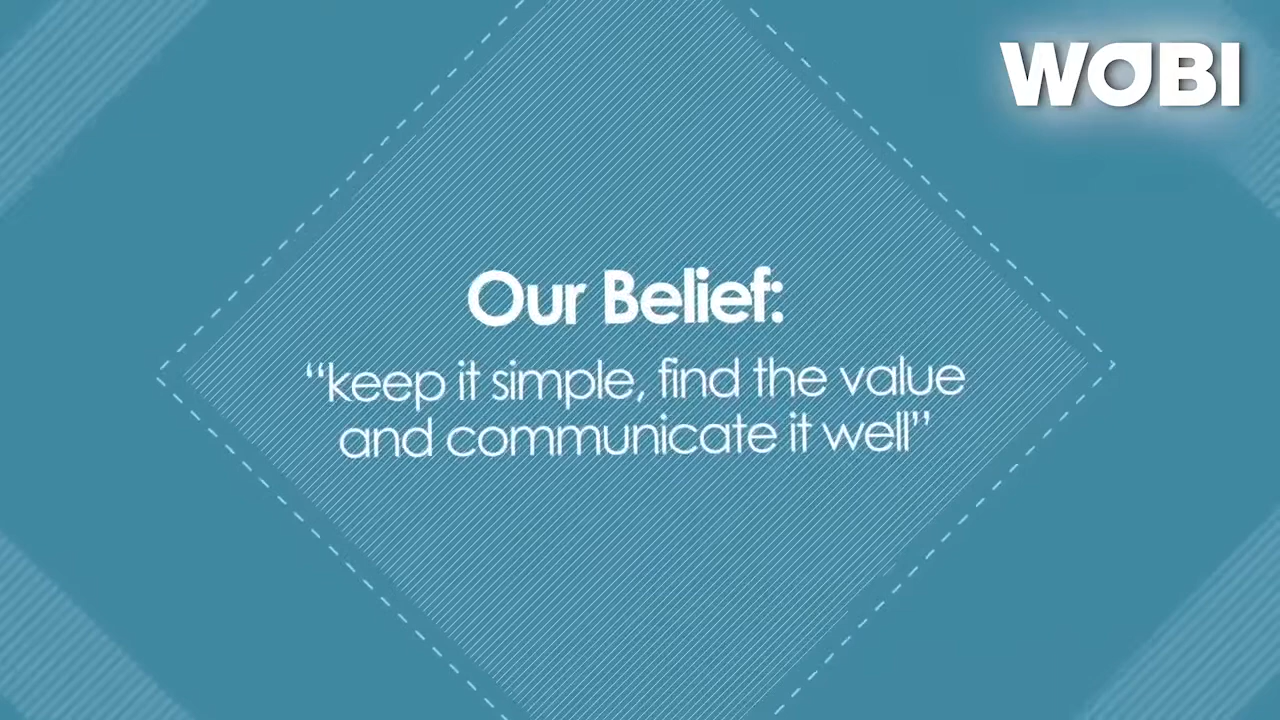 WOBI
Our Belief:
“keep it simple, find the value
and communicate it well”